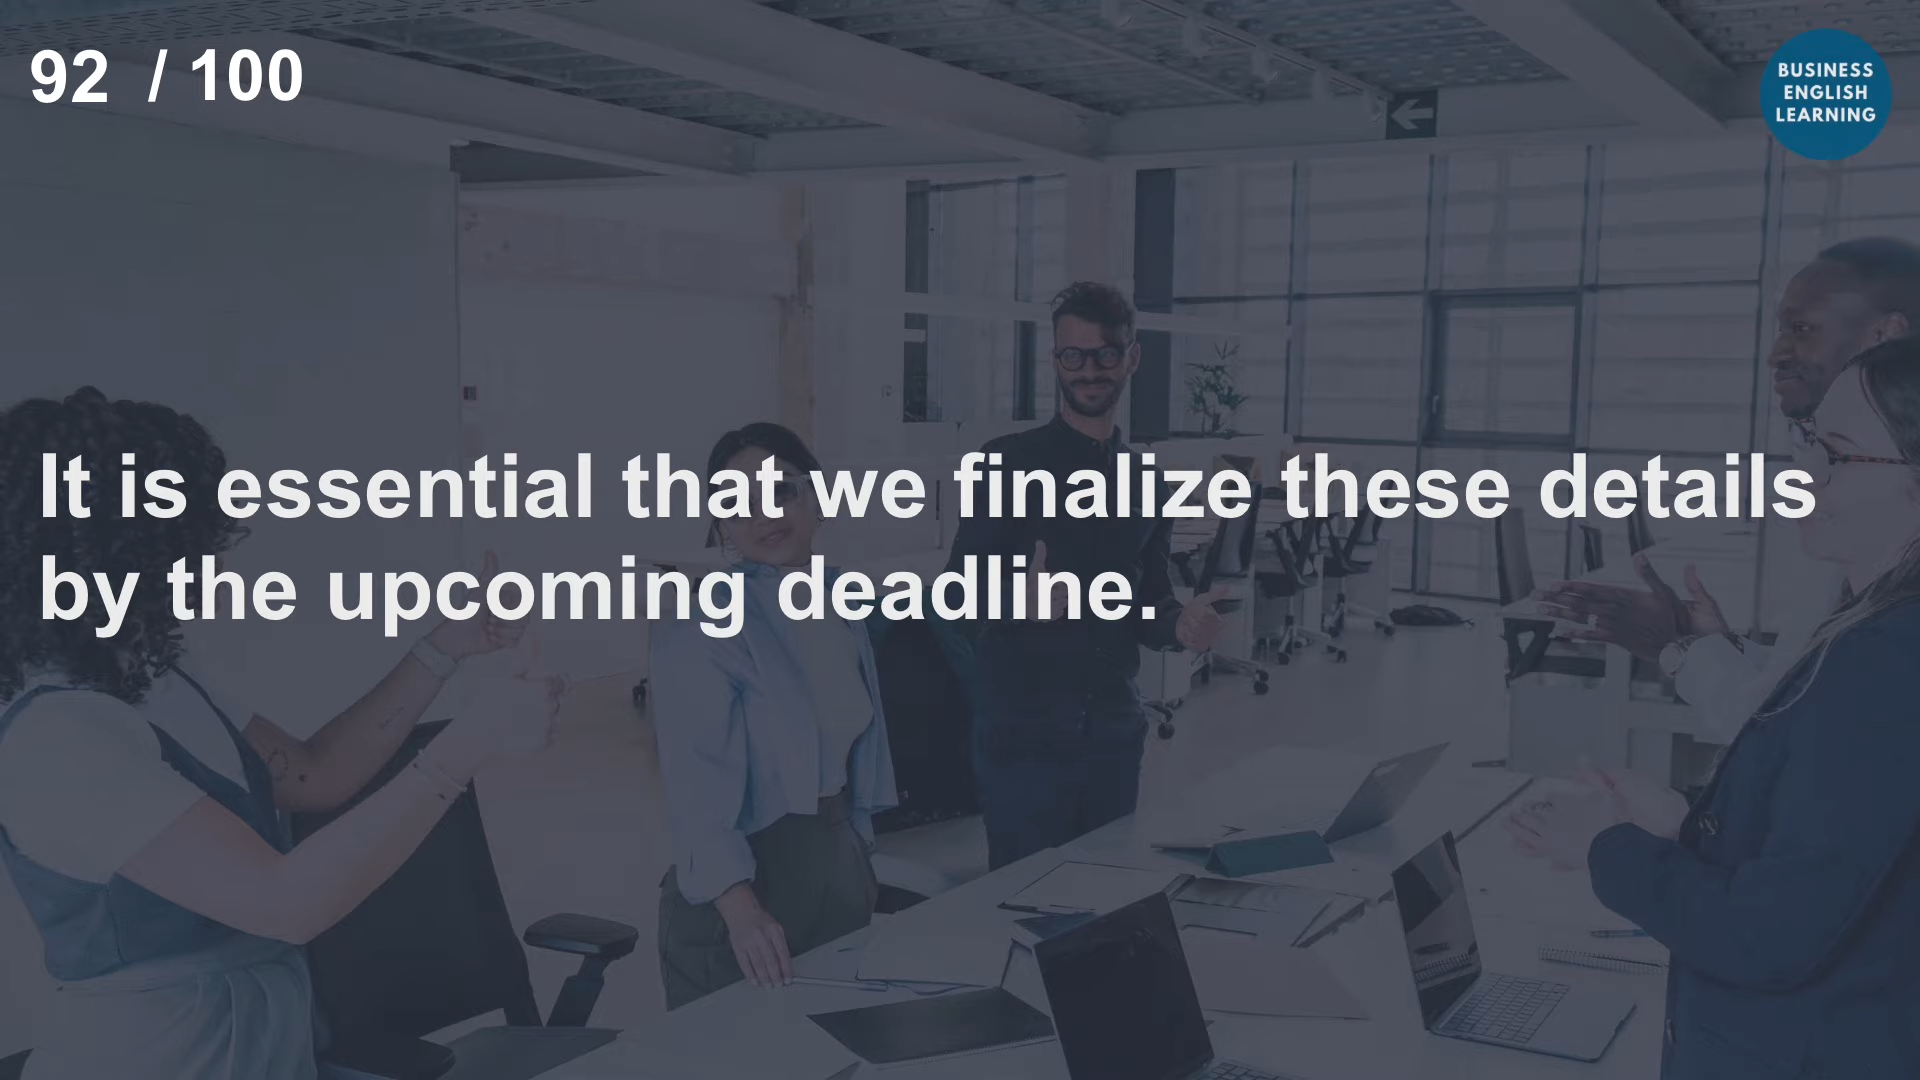 92 / 100
BUSINESS
ENGLISH
LEARNING
It is essential that we finalize these details
by the upcoming deadline.